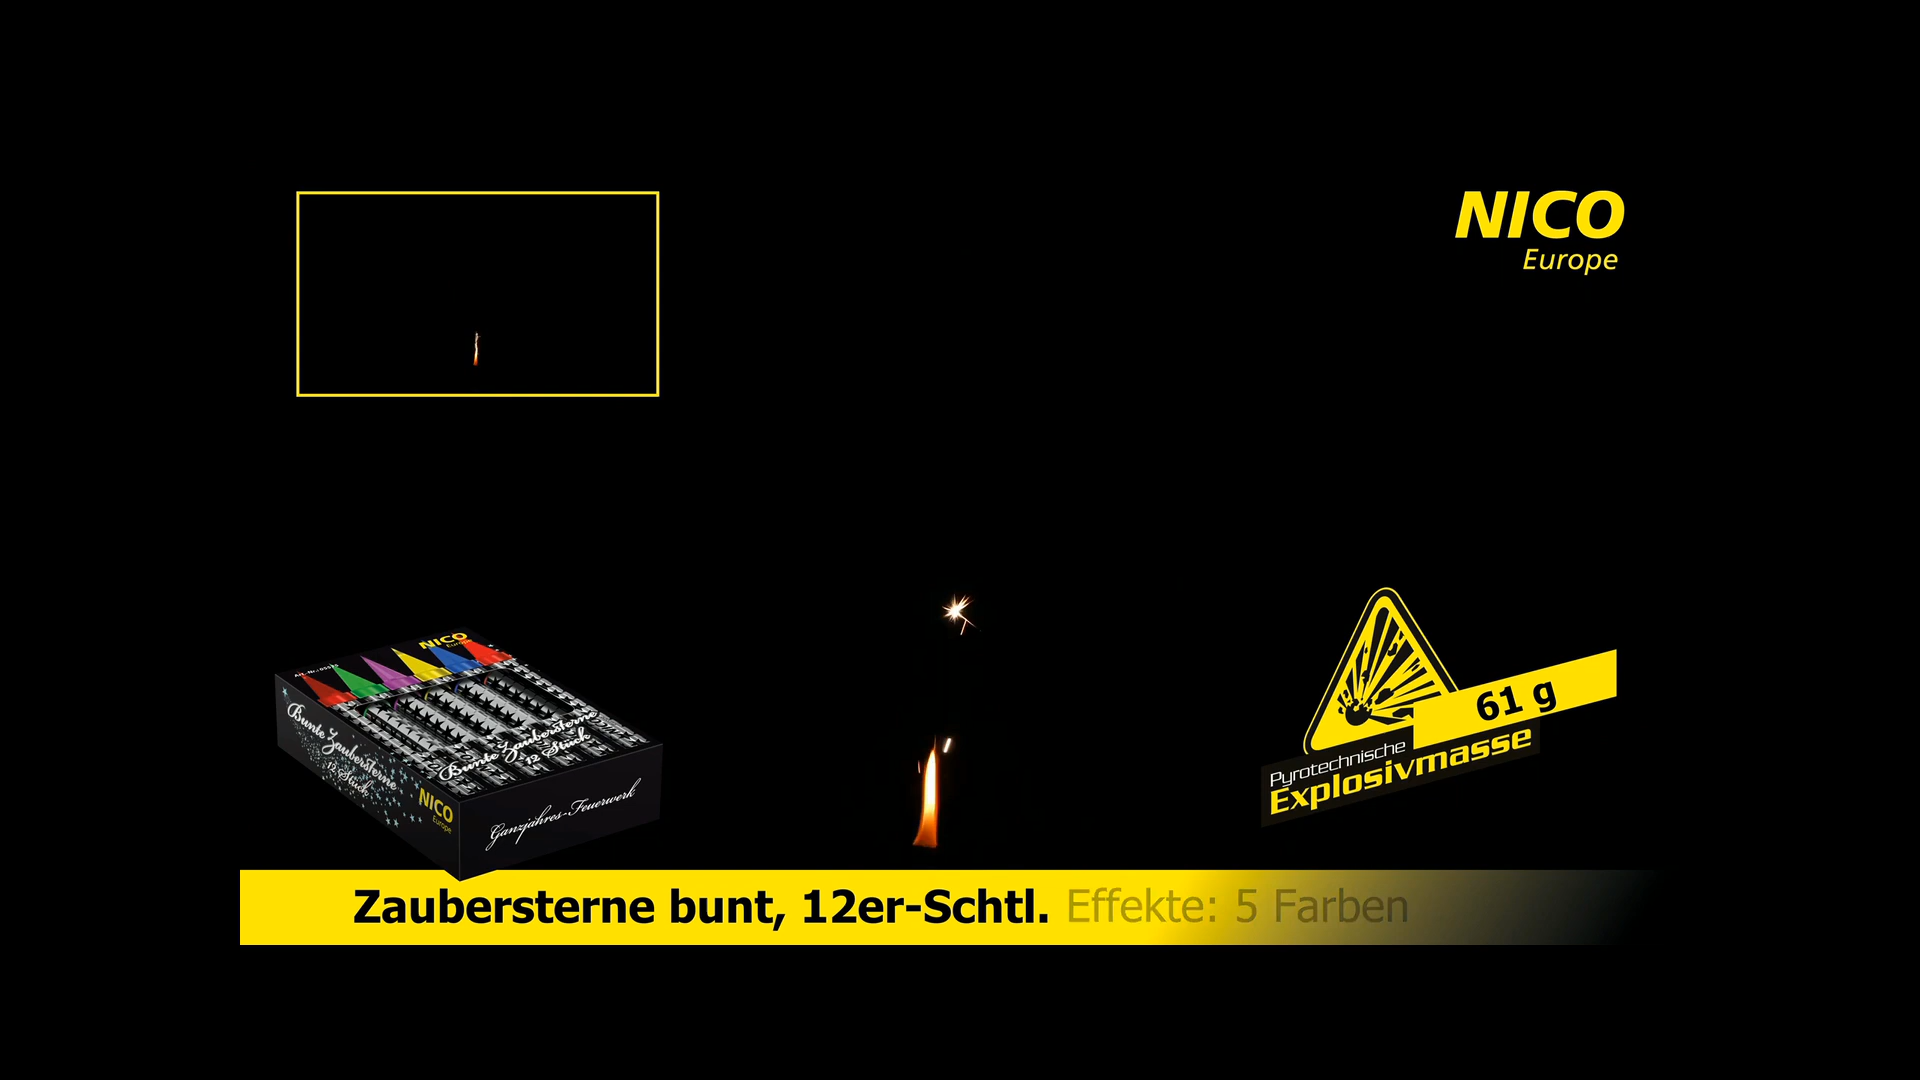 NICO
Europe
NICO
Europe
Bunte Zaubersterne
12 Stück
Bunte Zaubersterne
12 Stück
NICO
Europe
Ganzjahres-Feuerwerk
61 g
Pyrotechnische
Explosivmasse
Zaubersterne bunt, 12er-Schtl. Effekte: 5 Farben